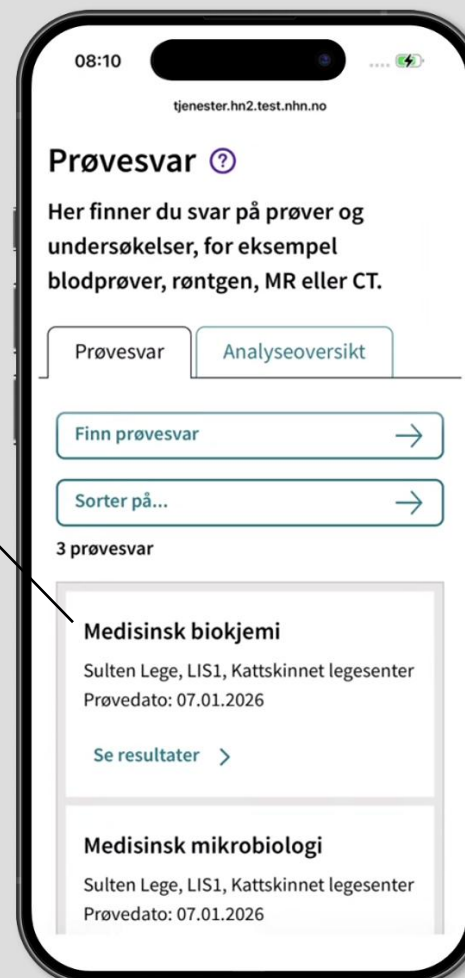 08:10
tjenester.hn2.test.nhn.no
Prøvesvar ?
Her finner du svar på prøver og
undersøkelser, for eksempel
blodprøver, røntgen, MR eller CT.
Prøvesvar
Analyseoversikt
Finn prøvesvar
Sorter på...
3 prøvesvar
Medisinsk biokjemi
Sulten Lege, LIS1, Kattskinnet legesenter
Prøvedato: 07.01.2026
Se resultater
Medisinsk mikrobiologi
Sulten Lege, LIS1, Kattskinnet legesenter
Prøvedato: 07.01.2026